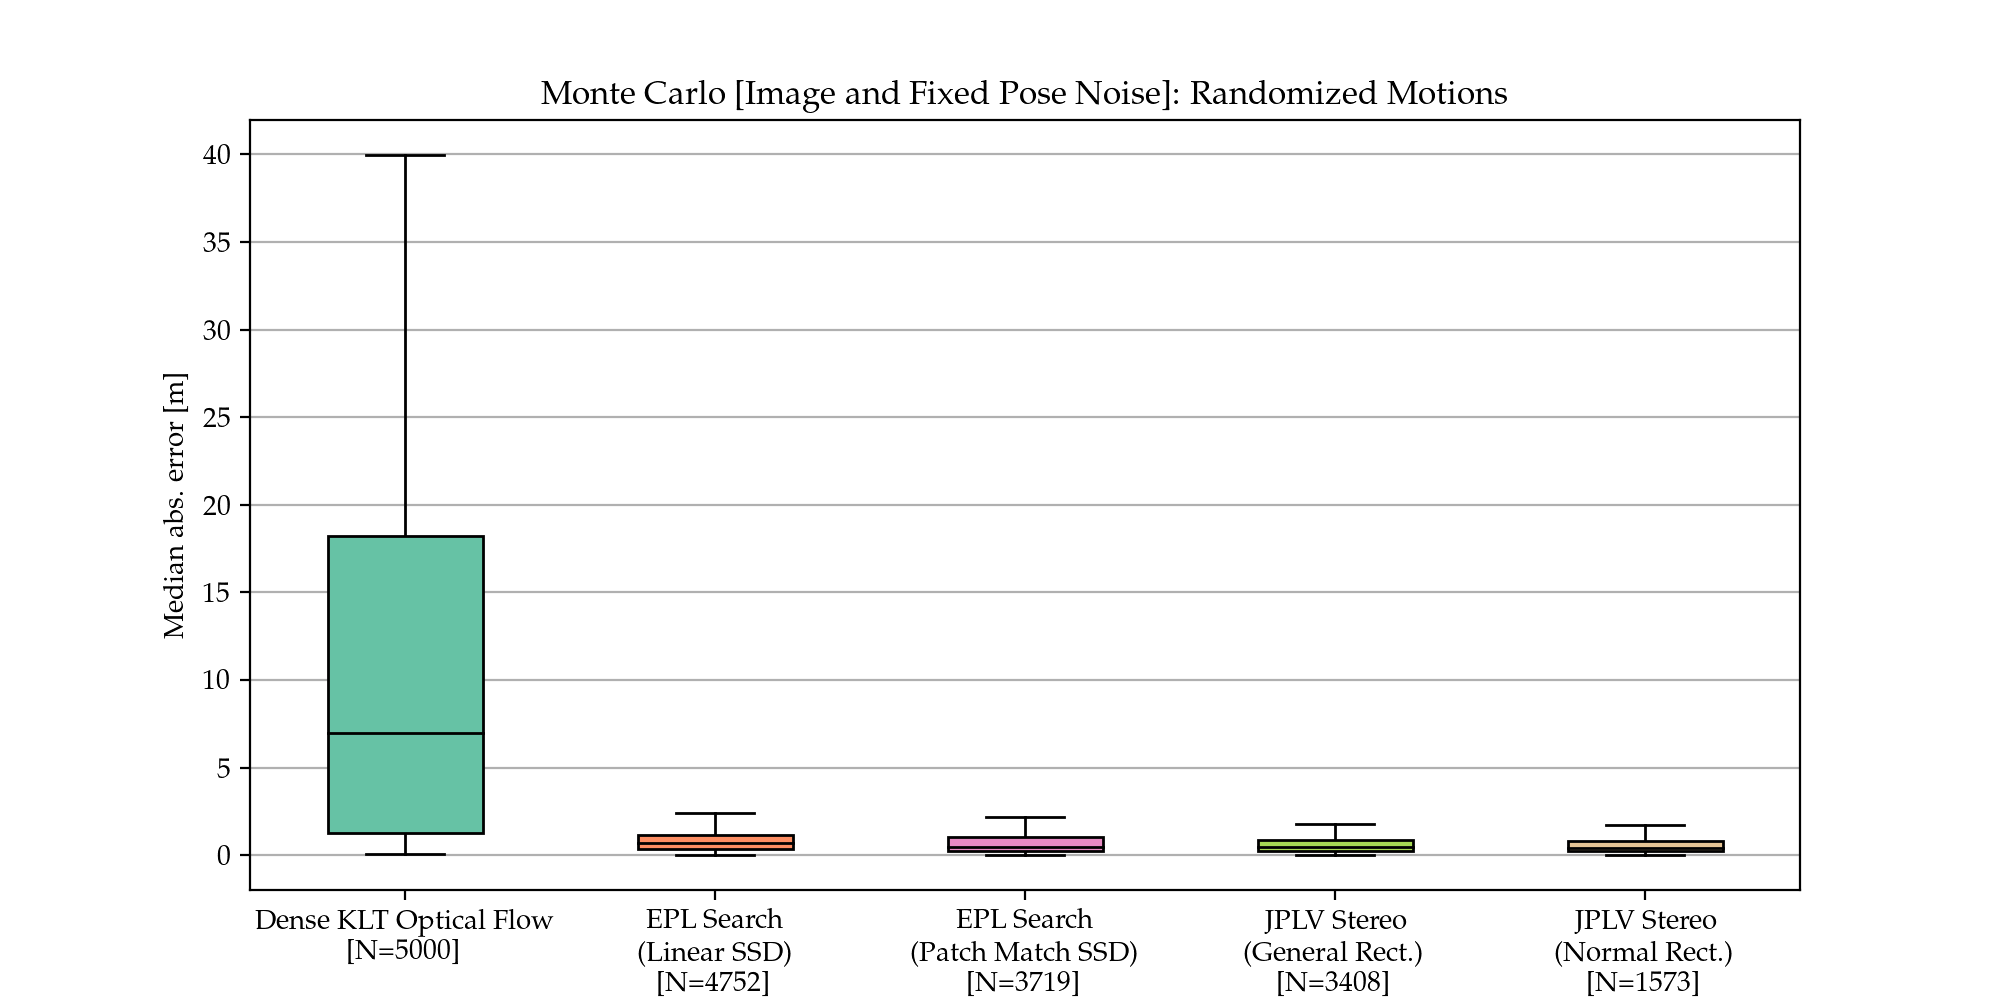 Monte Carlo [Image and Fixed Pose Noise]: Randomized Motions
Median abs. error [m]
40
35
30
25
20
15
10
5
0
Dense KLT Optical Flow
[N=5000]
EPL Search
(Linear SSD)
[N=4752]
EPL Search
(Patch Match SSD)
[N=3719]
JPLV Stereo
(General Rect.)
[N=3408]
JPLV Stereo
(Normal Rect.)
[N=1573]